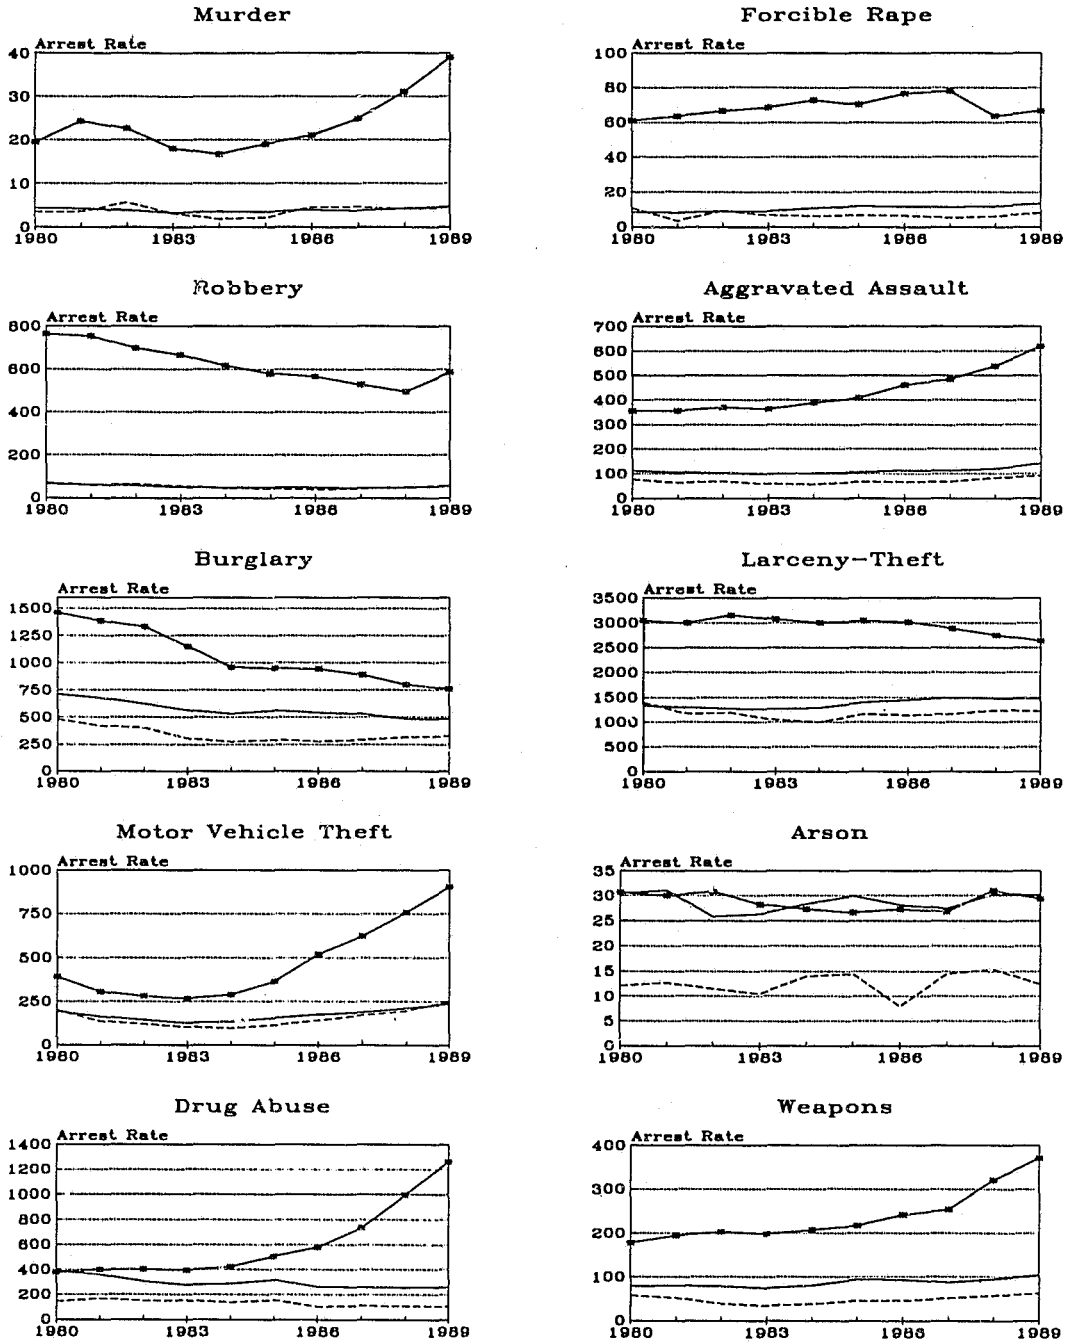 Murder
Arrest Rate
40
30
20
10
0
1980 1983 1986 1989
Forcible Rape
Arrest Rate
100
80
60
40
20
0
1980 1983 1986 1989
Robbery
Arrest Rate
800
600
400
200
0
1980 1983 1986 1989
Aggravated Assault
Arrest Rate
700
600
500
400
300
200
100
0
1980 1983 1986 1989
Burglary
Arrest Rate
1500
1250
1000
750
500
250
0
1980 1983 1986 1989
Larceny-Theft
Arrest Rate
3500
3000
2500
2000
1500
1000
500
0
1980 1983 1986 1989
Motor Vehicle Theft
Arrest Rate
1000
750
500
250
0
1980 1983 1986 1989
Arson
Arrest Rate
35
30
25
20
15
10
5
0
1980 1983 1986 1989
Drug Abuse
Arrest Rate
1400
1200
1000
800
600
400
200
0
1980 1983 1986 1989
Weapons
Arrest Rate
400
300
200
100
0
1980 1983 1986 1989